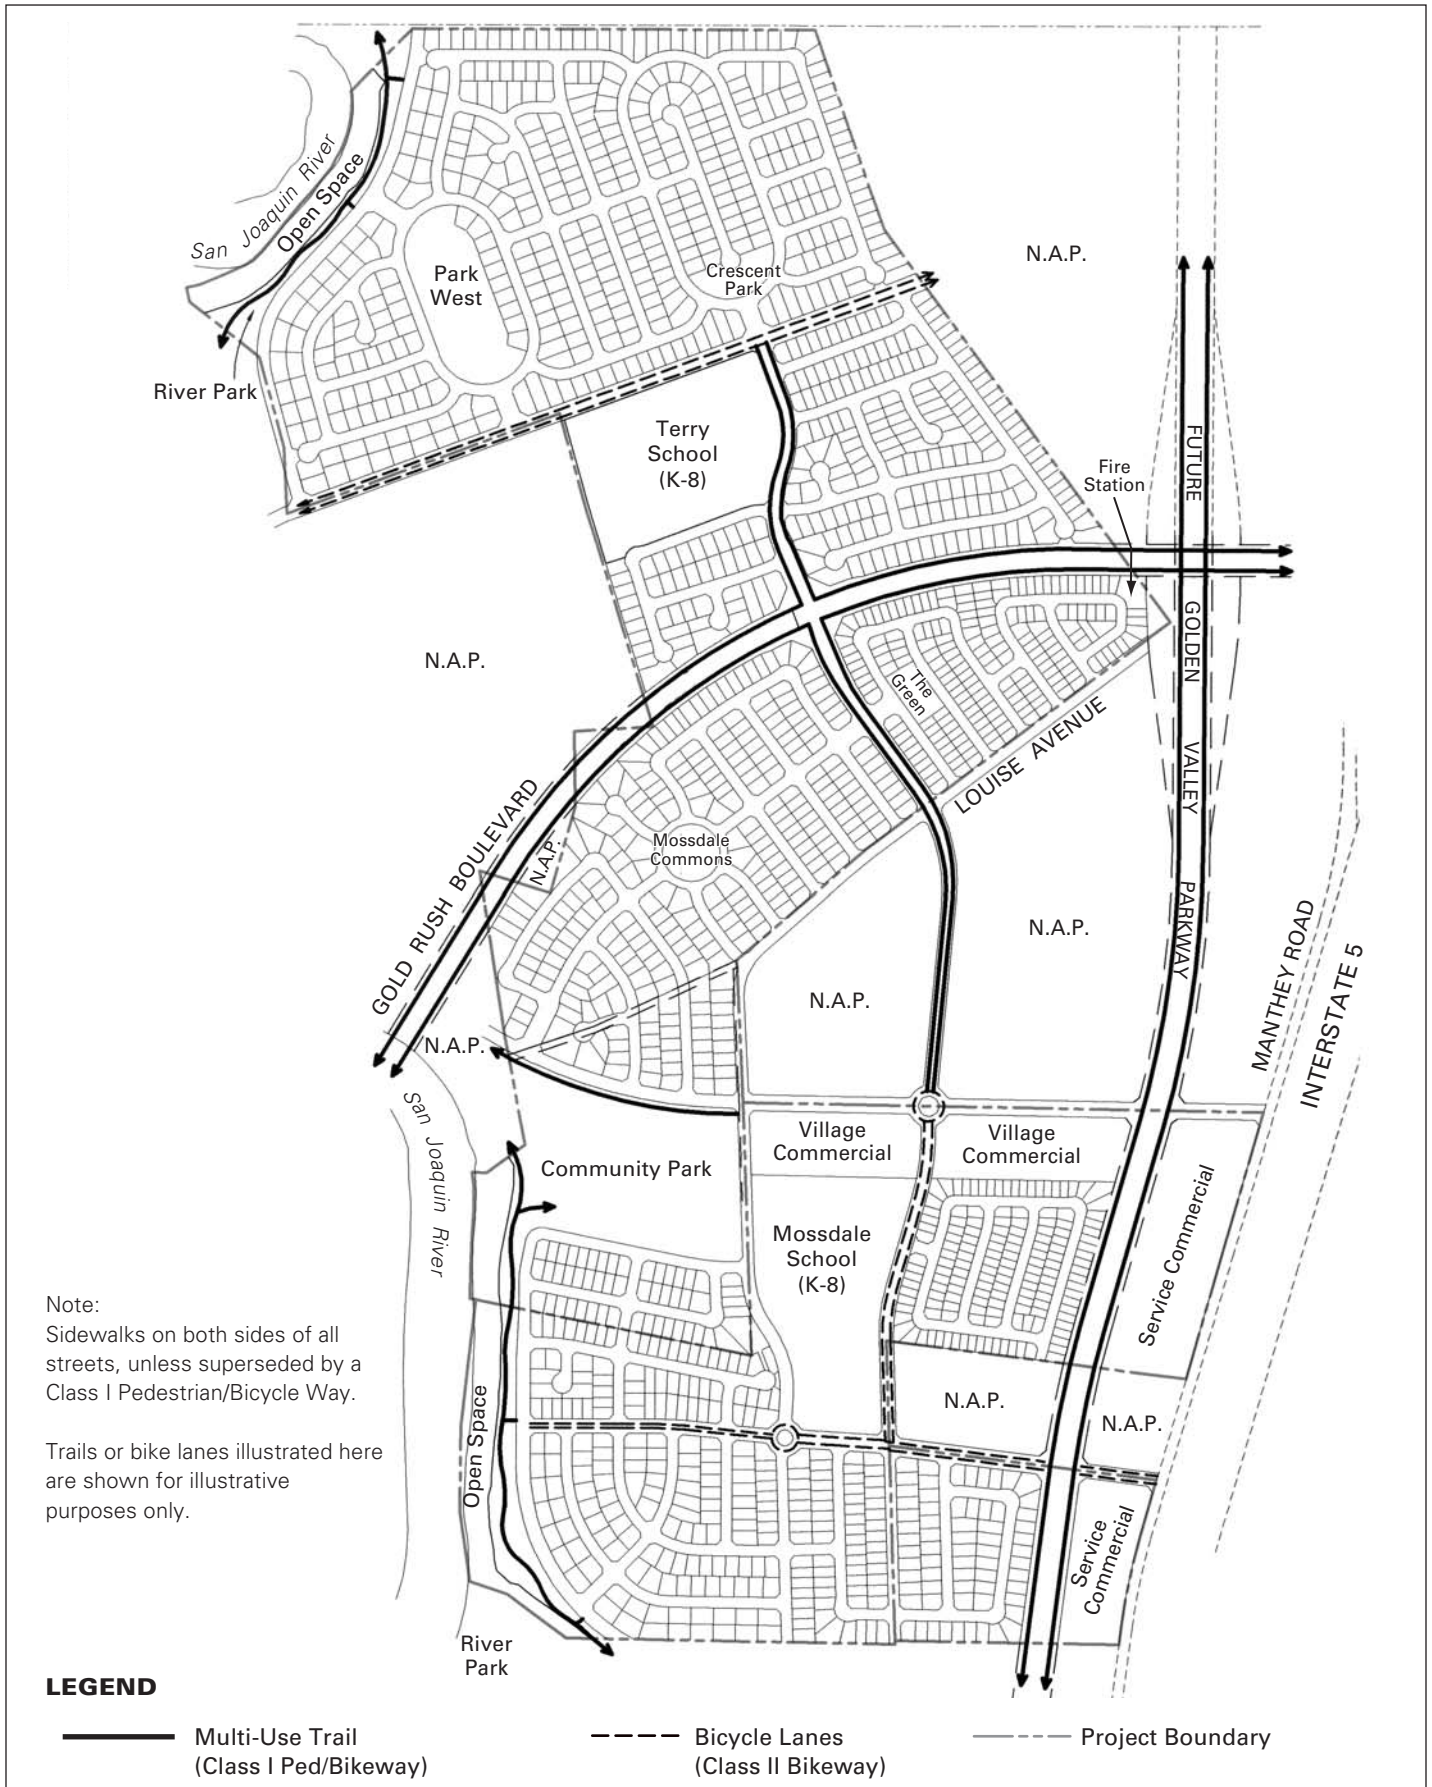 San Joaquin River
Open Space
Park
West
Crescent
Park
N.A.P.
River Park
Terry
School
(K-8)
Fire
Station
FUTURE GOLDEN VALLEY PARKWAY
N.A.P.
The
Green
LOUISE AVENUE
GOLD RUSH BOULEVARD
N.A.P.
Mossdale
Commons
N.A.P.
N.A.P.
MANTHEY ROAD
INTERSTATE 5
N.A.P.
San Joaquin River
Village
Commercial
Village
Commercial
Community Park
Mossdale
School
(K-8)
Service Commercial
Note:
Sidewalks on both sides of all
streets, unless superseded by a
Class I Pedestrian/Bicycle Way.
Trails or bike lanes illustrated here
are shown for illustrative
purposes only.
Open Space
N.A.P.
N.A.P.
Service
Commercial
River
Park
LEGEND
Multi-Use Trail
(Class I Ped/Bikeway)
Bicycle Lanes
(Class II Bikeway)
Project Boundary